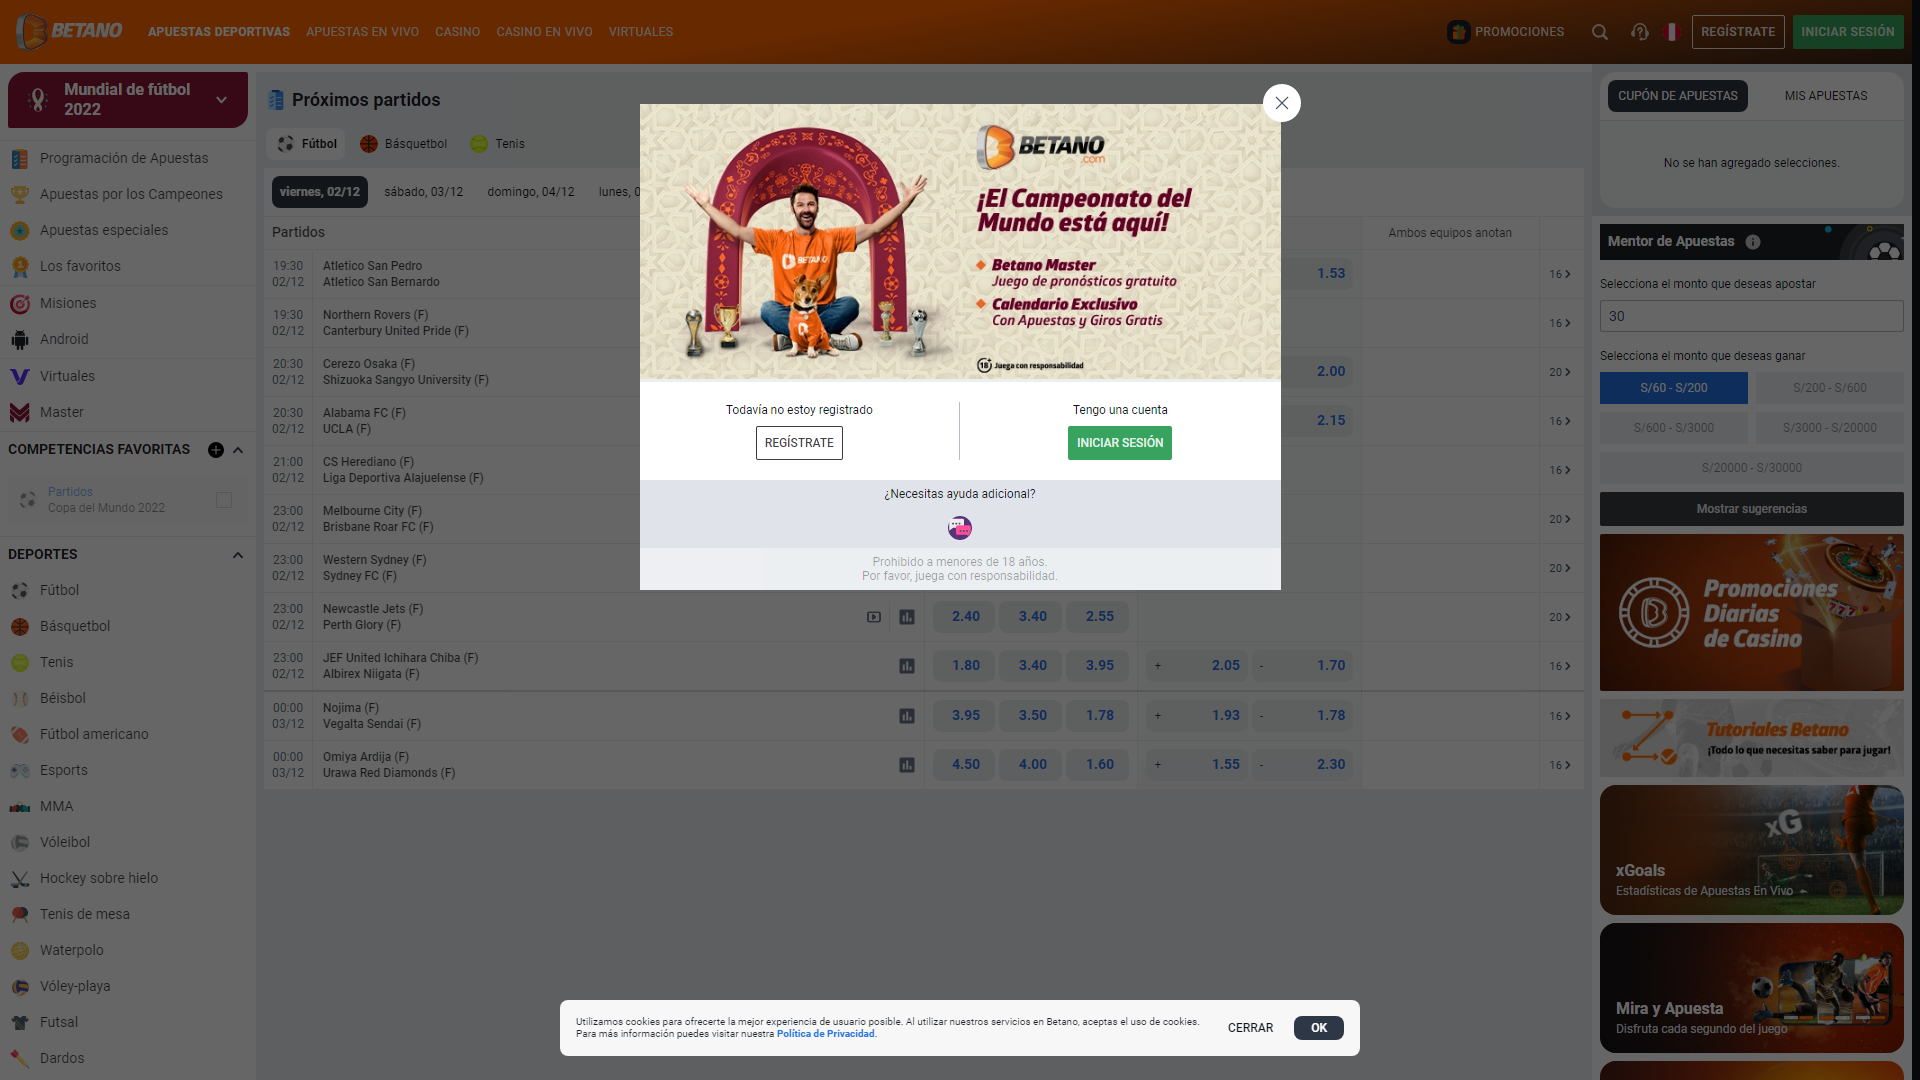 BETANO
APUESTAS DEPORTIVAS
APUESTAS EN VIVO
CASINO
CASINO EN VIVO
VIRTUALES
PROMOCIONES
REGÍSTRATE
INICIAR SESIÓN
Mundial de fútbol
2022
Programación de Apuestas
Apuestas por los Campeones
Apuestas especiales
Los favoritos
Misiones
Android
Virtuales
Master
COMPETENCIAS FAVORITAS
Partidos
Copa del Mundo 2022
DEPORTES
Fútbol
Básquetbol
Tenis
Béisbol
Fútbol americano
Esports
MMA
Vóleibol
Hockey sobre hielo
Tenis de mesa
Waterpolo
Vóley-playa
Futsal
Dardos
Próximos partidos
Fútbol
Básquetbol
Tenis
viernes, 02/12
sábado, 03/12
domingo, 04/12
lunes, 0
Partidos
Ambos equipos anotan
19:30 Atletico San Pedro
02/12 Atletico San Bernardo
1.53
16
19:30 Northern Rovers (F)
02/12 Canterbury United Pride (F)
16
20:30 Cerezo Osaka (F)
02/12 Shizuoka Sangyo University (F)
2.00
20
20:30 Alabama FC (F)
02/12 UCLA (F)
2.15
16
21:00 CS Herediano (F)
02/12 Liga Deportiva Alajuelense (F)
16
23:00 Melbourne City (F)
02/12 Brisbane Roar FC (F)
20
23:00 Western Sydney (F)
02/12 Sydney FC (F)
20
23:00 Newcastle Jets (F)
02/12 Perth Glory (F)
2.40 3.40 2.55
20
23:00 JEF United Ichihara Chiba (F)
02/12 Albirex Niigata (F)
1.80 3.40 3.95 + 2.05 - 1.70
16
00:00 Nojima (F)
03/12 Vegalta Sendai (F)
3.95 3.50 1.78 + 1.93 - 1.78
16
00:00 Omiya Ardija (F)
03/12 Urawa Red Diamonds (F)
4.50 4.00 1.60 + 1.55 - 2.30
16
BETANO
BETANO
.com
¡El Campeonato del
Mundo está aquí!
Betano Master
Juego de pronósticos gratuito
Calendario Exclusivo
Con Apuestas y Giros Gratis
18+ Juega con responsabilidad
Todavía no estoy registrado
REGÍSTRATE
Tengo una cuenta
INICIAR SESIÓN
¿Necesitas ayuda adicional?
Prohibido a menores de 18 años.
Por favor, juega con responsabilidad.
CUPÓN DE APUESTAS
MIS APUESTAS
No se han agregado selecciones.
Mentor de Apuestas
Selecciona el monto que deseas apostar
30
Selecciona el monto que deseas ganar
S/60 - S/200
S/200 - S/600
S/600 - S/3000
S/3000 - S/20000
S/20000 - S/30000
Mostrar sugerencias
Promociones
Diarias
de Casino
Tutoriales Betano
¡Todo lo que necesitas saber para jugar!
xG
xGoals
Estadísticas de Apuestas En Vivo
Mira y Apuesta
Disfruta cada segundo del juego
Utilizamos cookies para ofrecerte la mejor experiencia de usuario posible. Al utilizar nuestros servicios en Betano, aceptas el uso de cookies.
Para más información puedes visitar nuestra Política de Privacidad.
CERRAR
OK